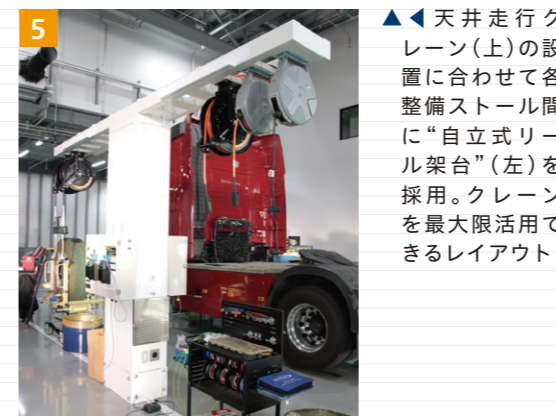 5
▲◀天井走行ク
レーン(上)の設
置に合わせて各
整備ストール間
に“自立式リー
ル架台”(左)を
採用。クレーン
を最大限活用で
きるレイアウト